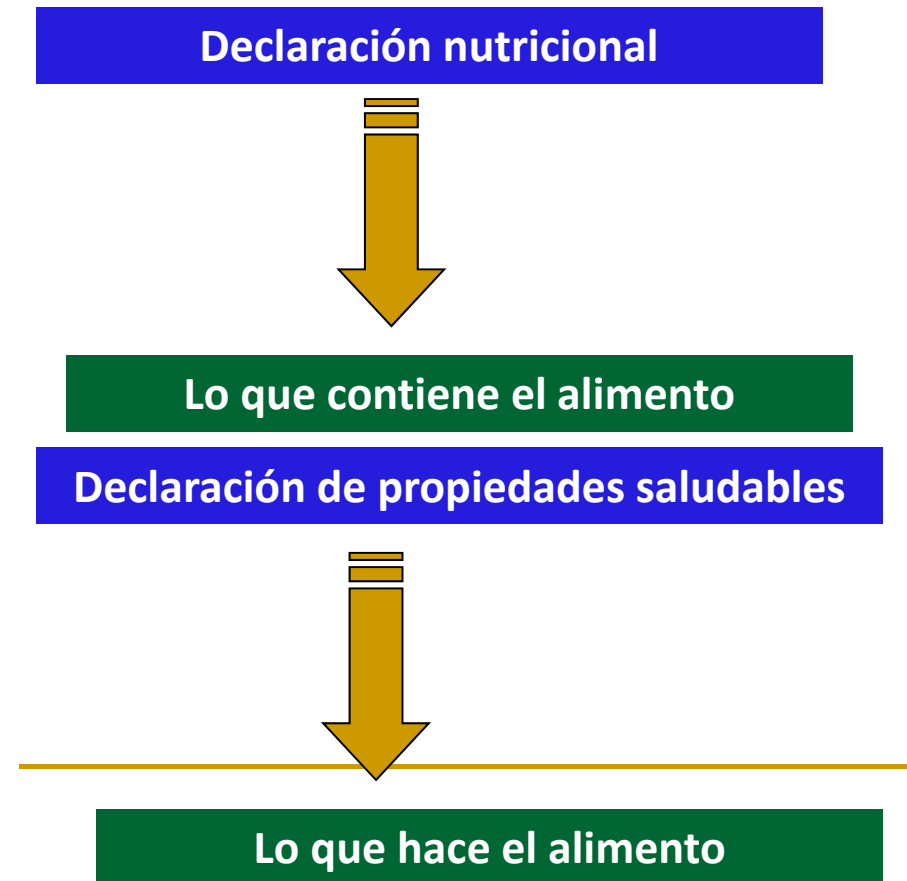 Declaración nutricional
Lo que contiene el alimento
Declaración de propiedades saludables
Lo que hace el alimento